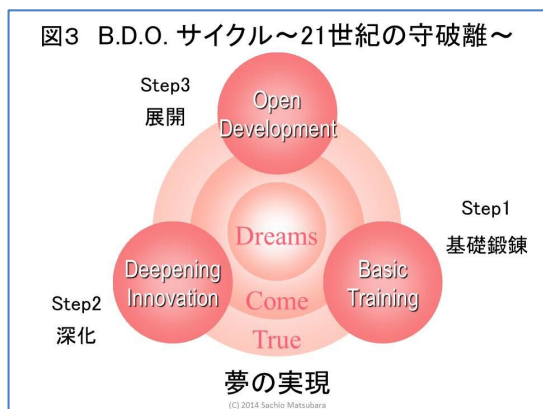 図3 B.D.O. サイクル～21世紀の守破離～
Step3
展開
Open
Development
Step1
基礎鍛錬
Basic
Training
Step2
深化
Deepening
Innovation
Dreams
Come
True
夢の実現
(C) 2014 Sachio Matsubara